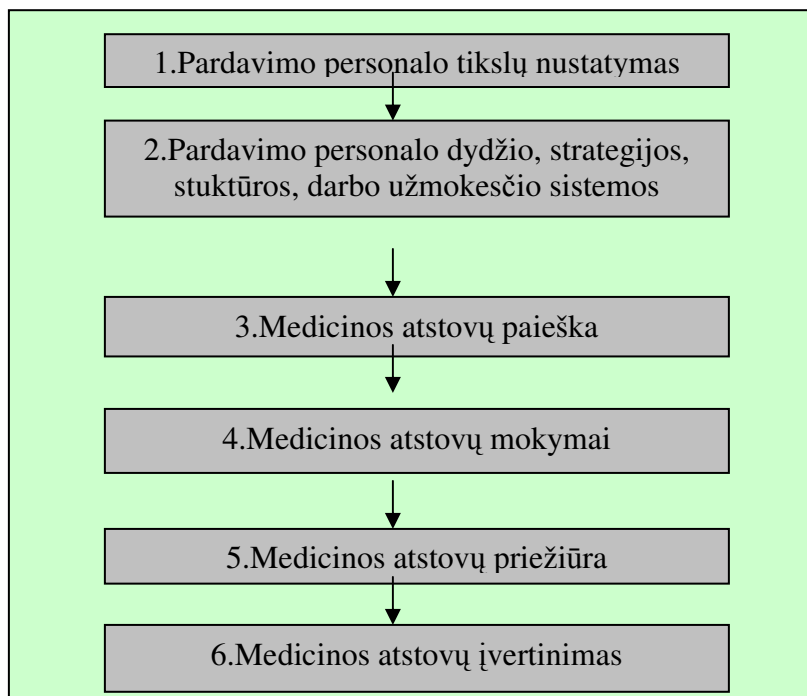 1.Pardavimo personalo tikslų nustatymas
2.Pardavimo personalo dydžio, strategijos,
stuktūros, darbo užmokesčio sistemos
3.Medicinos atstovų paieška
4.Medicinos atstovų mokymai
5.Medicinos atstovų priežiūra
6.Medicinos atstovų įvertinimas